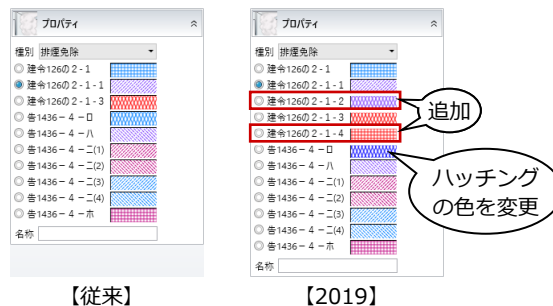 プロパティ
種別 排煙免除
建令126の2-1
建令126の2-1-1
建令126の2-1-3
告1436-4-ロ
告1436-4-ハ
告1436-4-ニ(1)
告1436-4-ニ(2)
告1436-4-ニ(3)
告1436-4-ニ(4)
告1436-4-ホ
名称
【従来】
プロパティ
種別 排煙免除
建令126の2-1
建令126の2-1-1
建令126の2-1-2
建令126の2-1-3
建令126の2-1-4
告1436-4-ロ
告1436-4-ハ
告1436-4-ニ(1)
告1436-4-ニ(2)
告1436-4-ニ(3)
告1436-4-ニ(4)
告1436-4-ホ
名称
【2019】
追加
ハッチング
の色を変更